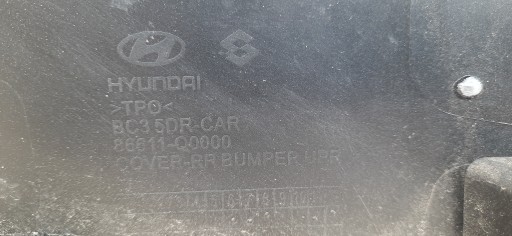 HYUNDAI
>TPO<
BC3 5DR-CAR
86611-Q0000
COVER-RR BUMPER UPR